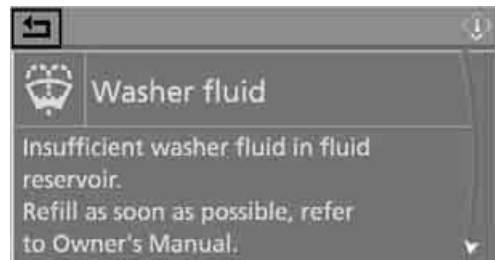 Washer fluid
Insufficient washer fluid in fluid
reservoir.
Refill as soon as possible, refer
to Owner's Manual.